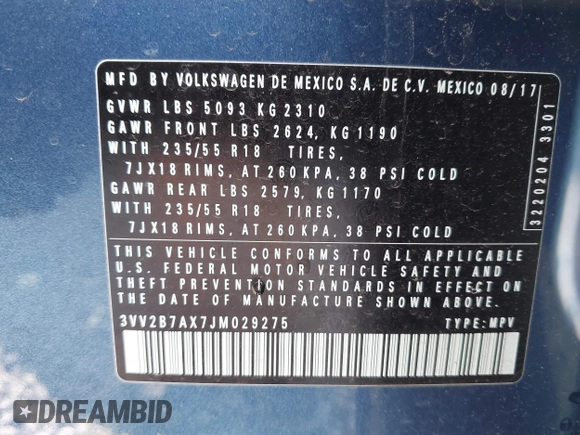 MFD BY VOLKSWAGEN DE MEXICO S.A. DE C.V. MEXICO 08/17
GVWR LBS 5093 KG 2310
GAWR FRONT LBS 2624, KG 1190
WITH 235/55 R18 TIRES,
7JX18 RIMS, AT 260KPA, 38 PSI COLD
GAWR REAR LBS 2579, KG 1170
WITH 235/55 R18 TIRES,
7JX18 RIMS, AT 260KPA, 38 PSI COLD
THIS VEHICLE CONFORMS TO ALL APPLICABLE
U.S. FEDERAL MOTOR VEHICLE SAFETY AND
THEFT PREVENTION STANDARDS IN EFFECT ON
THE DATE OF MANUFACTURE SHOWN ABOVE.
3VV2B7AX7JM029275 TYPE: MPV
3220204 3301
DREAMBID